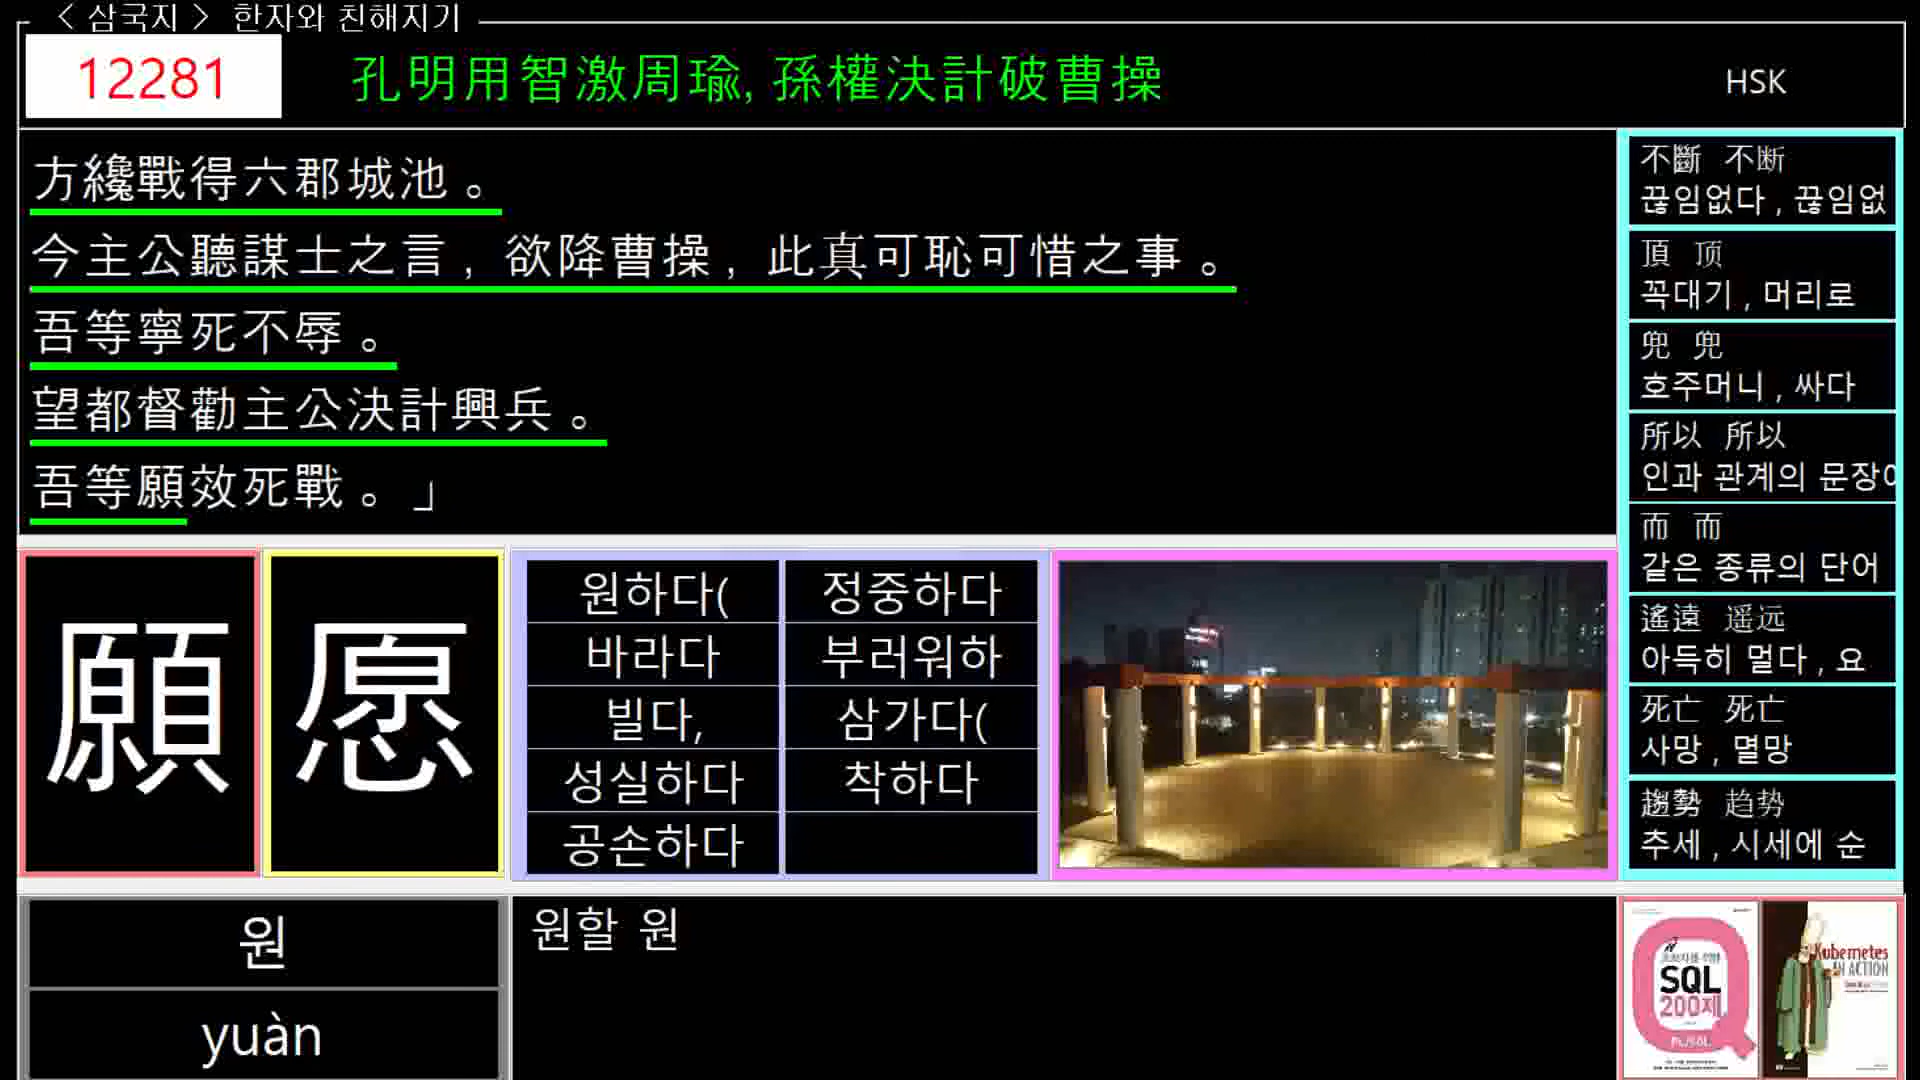 < 삼국지 > 한자와 친해지기
12281
孔明用智激周瑜, 孫權決計破曹操
HSK
方纔戰得六郡城池。
今主公聽謀士之言, 欲降曹操, 此真可恥可惜之事。
吾等寧死不辱。
望都督勸主公決計興兵。
吾等願效死戰。」
不斷 不断
끊임없다 , 끊임없
頂 顶
꼭대기 , 머리로
兜 兜
호주머니 , 싸다
所以 所以
인과 관계의 문장에
而 而
같은 종류의 단어
遙遠 遥远
아득히 멀다 , 요
死亡 死亡
사망 , 멸망
趨勢 趋势
추세 , 시세에 순
願
愿
원하다( 정중하다
바라다 부러워하
빌다, 삼가다(
성실하다 착하다
공손하다
원
yuàn
원할 원
SQL
200제
PL/SQL
Kubernetes
IN ACTION